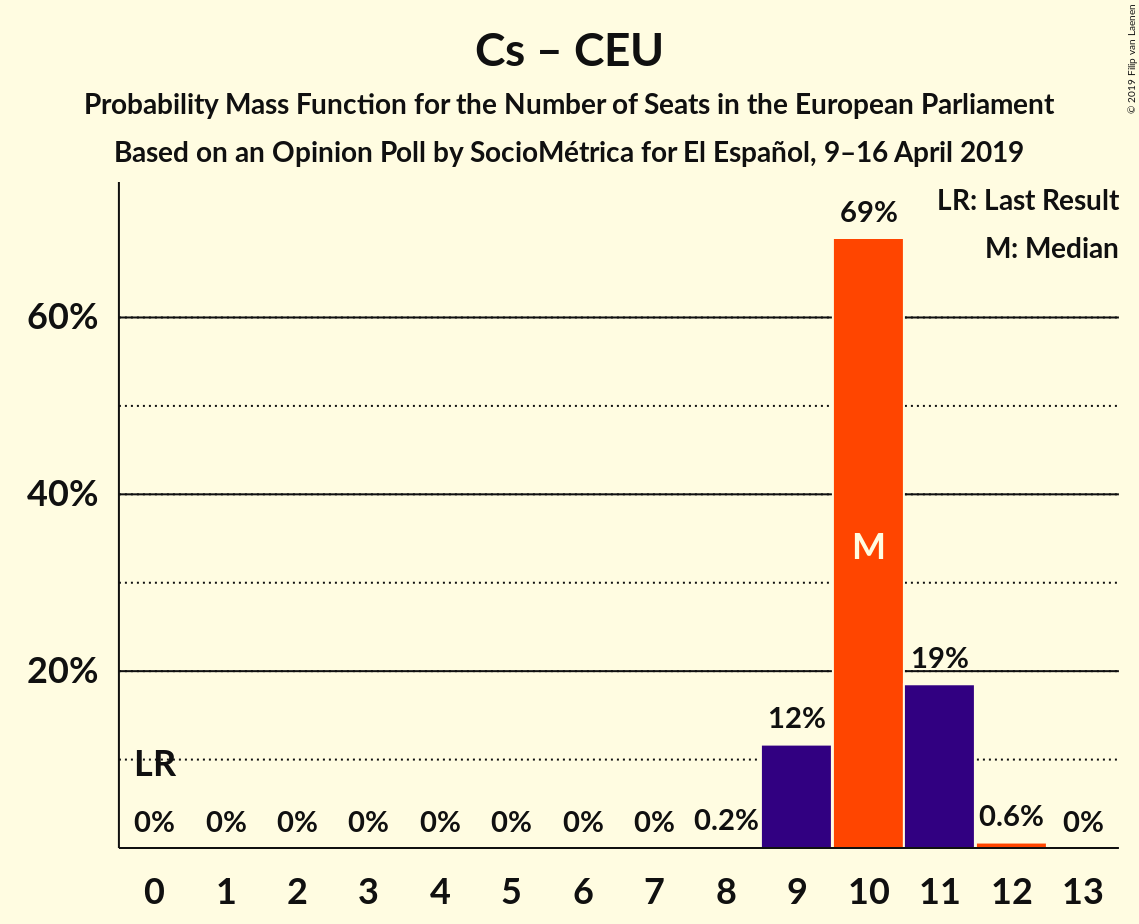 Cs – CEU
Probability Mass Function for the Number of Seats in the European Parliament
Based on an Opinion Poll by SocioMétrica for El Español, 9–16 April 2019
© 2019 Filip van Laenen
LR: Last Result
M: Median
60%
40%
20%
69%
M
19%
12%
LR
0% 0% 0% 0% 0% 0% 0% 0% 0.2% 0.6% 0%
0 1 2 3 4 5 6 7 8 9 10 11 12 13